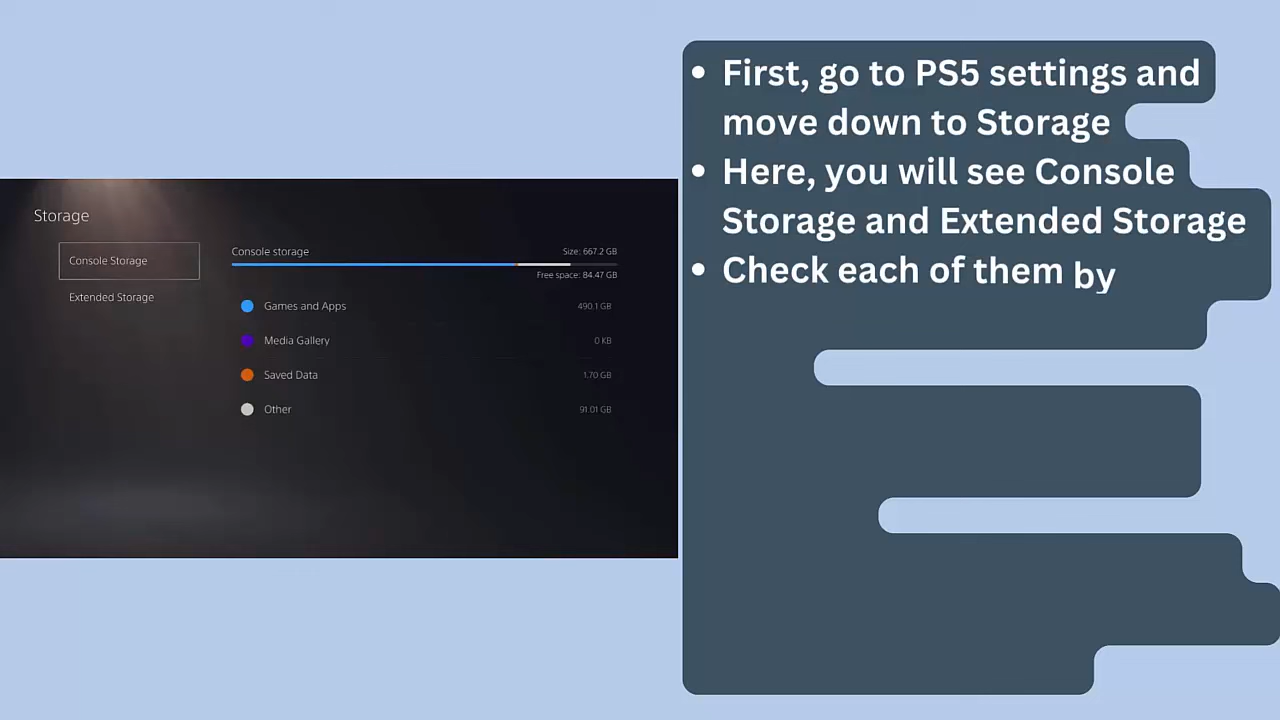 Storage
Console Storage
Extended Storage
Console storage
Size: 667.2 GB
Free space: 84.47 GB
Games and Apps 490.1 GB
Media Gallery 0 KB
Saved Data 1.70 GB
Other 91.01 GB
• First, go to PS5 settings and
move down to Storage
• Here, you will see Console
Storage and Extended Storage
• Check each of them by